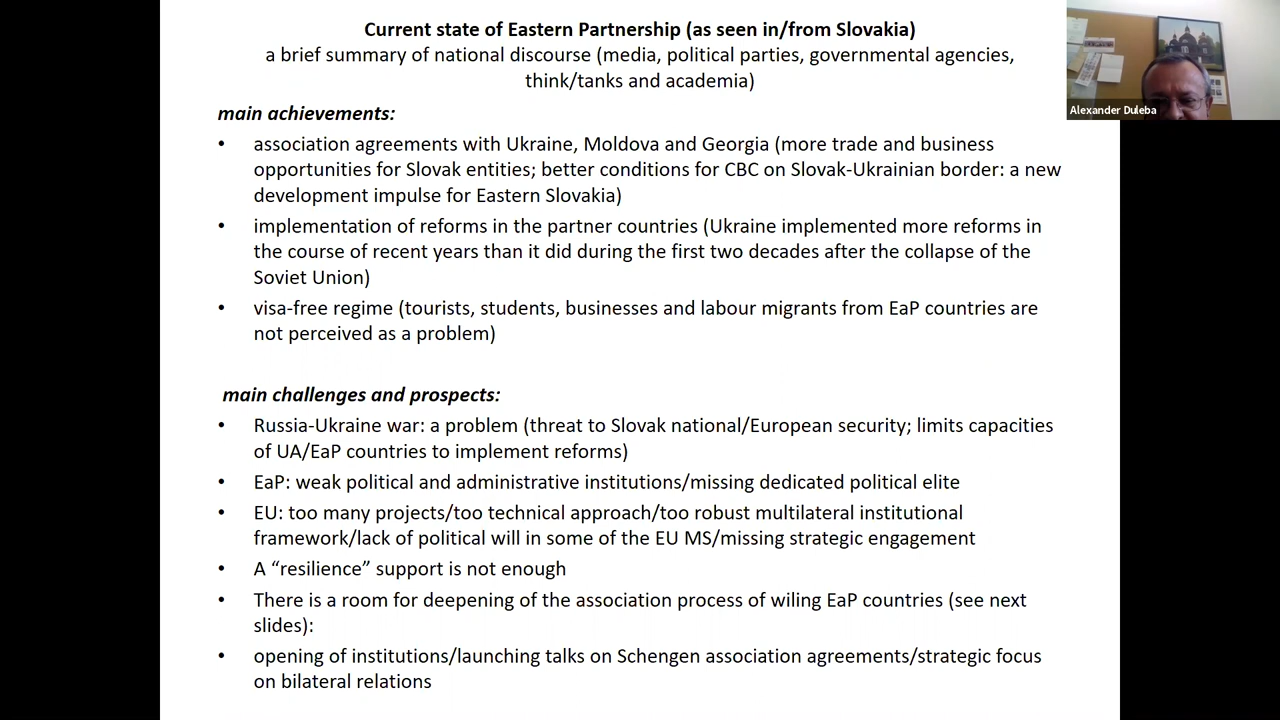 Current state of Eastern Partnership (as seen in/from Slovakia)
a brief summary of national discourse (media, political parties, governmental agencies,
think/tanks and academia)
main achievements:
• association agreements with Ukraine, Moldova and Georgia (more trade and business
opportunities for Slovak entities; better conditions for CBC on Slovak-Ukrainian border: a new
development impulse for Eastern Slovakia)
• implementation of reforms in the partner countries (Ukraine implemented more reforms in
the course of recent years than it did during the first two decades after the collapse of the
Soviet Union)
• visa-free regime (tourists, students, businesses and labour migrants from EaP countries are
not perceived as a problem)
main challenges and prospects:
• Russia-Ukraine war: a problem (threat to Slovak national/European security; limits capacities
of UA/EaP countries to implement reforms)
• EaP: weak political and administrative institutions/missing dedicated political elite
• EU: too many projects/too technical approach/too robust multilateral institutional
framework/lack of political will in some of the EU MS/missing strategic engagement
• A “resilience” support is not enough
• There is a room for deepening of the association process of wiling EaP countries (see next
slides):
• opening of institutions/launching talks on Schengen association agreements/strategic focus
on bilateral relations
Alexander Duleba